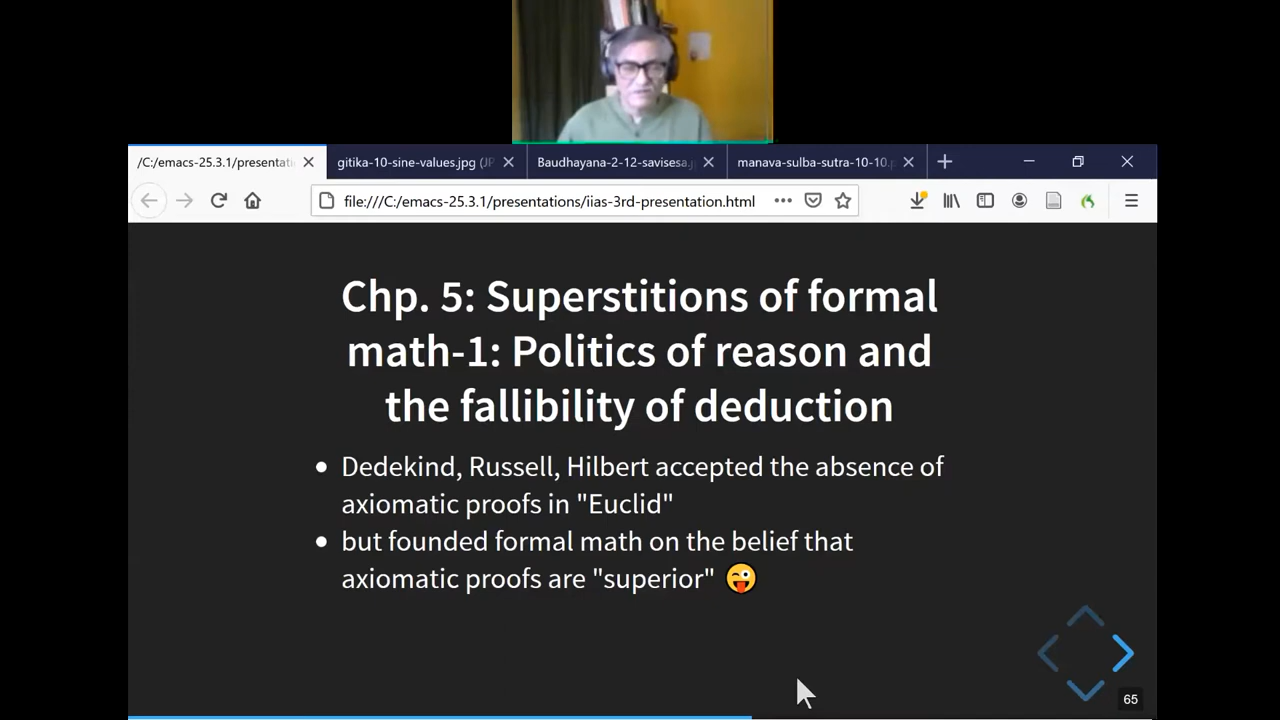 /C:/emacs-25.3.1/presentati
gitika-10-sine-values.jpg (JP
Baudhayana-2-12-savisesa.j
manava-sulba-sutra-10-10.p
file:///C:/emacs-25.3.1/presentations/iias-3rd-presentation.html
Chp. 5: Superstitions of formal
math-1: Politics of reason and
the fallibility of deduction
• Dedekind, Russell, Hilbert accepted the absence of
axiomatic proofs in "Euclid"
• but founded formal math on the belief that
axiomatic proofs are "superior" 😜
65